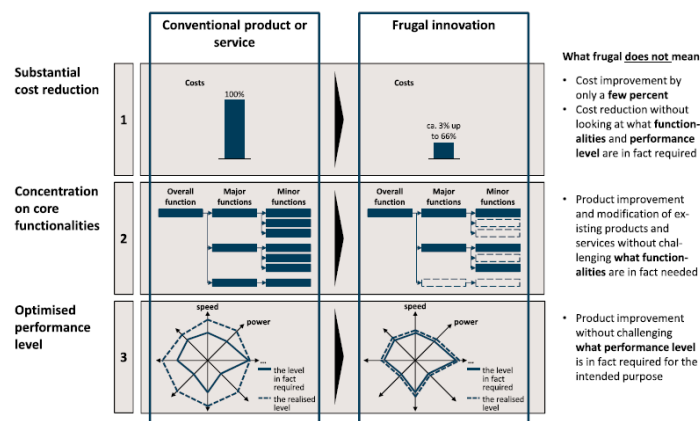 Conventional product or
service
Frugal innovation
What frugal does not mean
Substantial
cost reduction
1
Costs
100%
Costs
ca. 3% up
to 66%
• Cost improvement by
only a few percent
• Cost reduction without
looking at what function-
alities and performance
level are in fact required
Concentration
on core
functionalities
2
Overall
function
Major
functions
Minor
functions
Overall
function
Major
functions
Minor
functions
• Product improvement
and modification of ex-
isting products and
services without chal-
lenging what function-
alities are in fact needed
Optimised
performance
level
3
speed
power
...
the level
in fact
required
the realised
level
speed
power
...
the level
in fact
required
the realised
level
• Product improvement
without challenging
what performance level
is in fact required for the
intended purpose